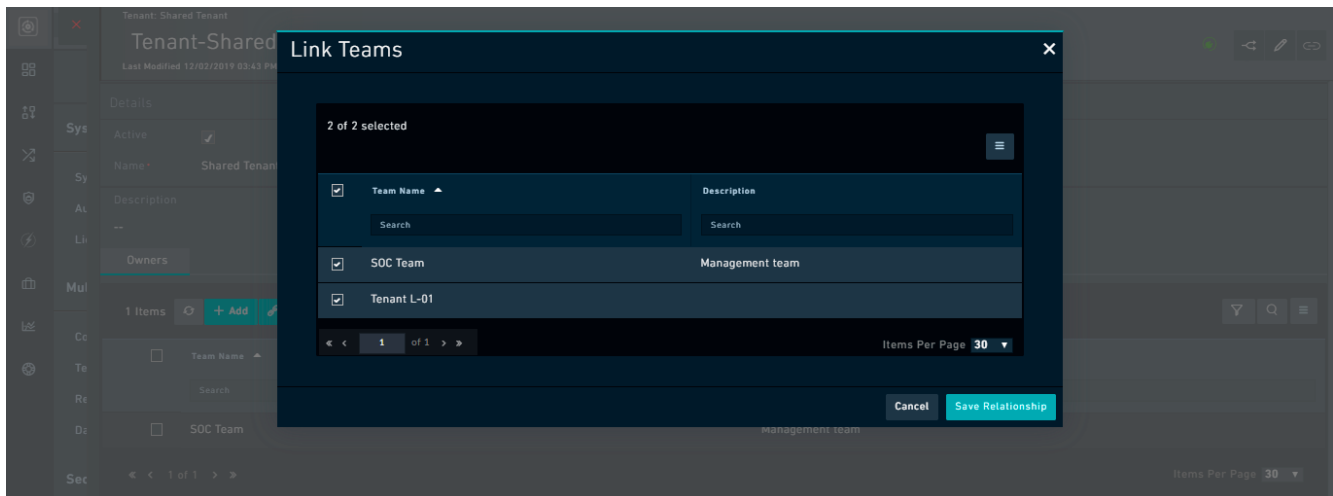 Tenant: Shared Tenant
Tenant-Shared
Last Modified 12/02/2019 03:43 PM
Link Teams
Details
2 of 2 selected
Sys
Active
Name
Shared Tenan
Sy
Team Name
Description
Description
Au
Search
Search
--
Li
Owners
SOC Team
Management team
Mul
Tenant L-01
1 Items
+ Add
Co
1
of 1
Items Per Page 30
Team Name
Te
Search
Re
Cancel
Save Relationship
Da
SOC Team
Management team
Sec
1 of 1
Items Per Page 30